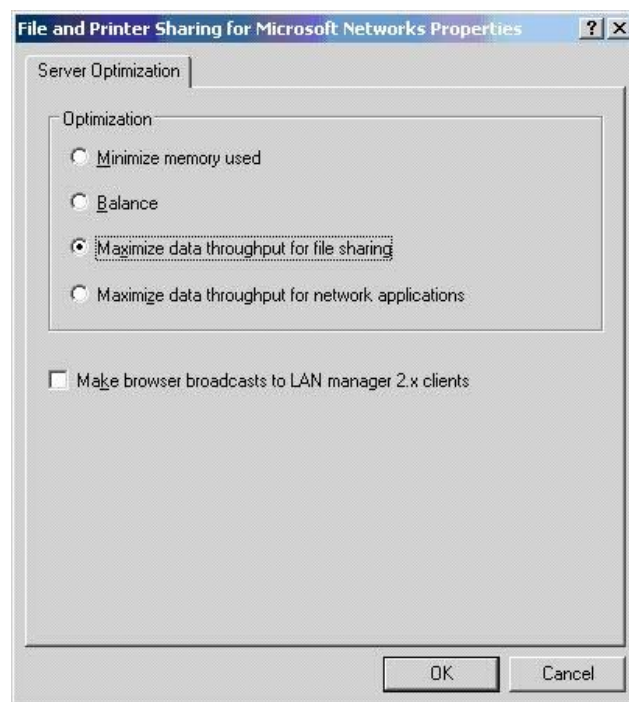 File and Printer Sharing for Microsoft Networks Properties
Server Optimization
Optimization
Minimize memory used
Balance
Maximize data throughput for file sharing
Maximize data throughput for network applications
Make browser broadcasts to LAN manager 2.x clients
OK Cancel